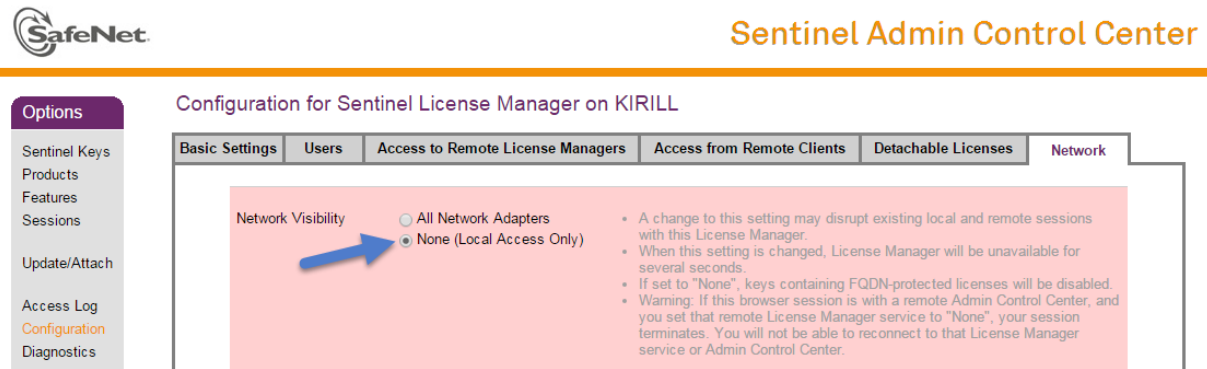 SafeNet.
Sentinel Admin Control Center
Options
Sentinel Keys
Products
Features
Sessions
Update/Attach
Access Log
Configuration
Diagnostics
Configuration for Sentinel License Manager on KIRILL
Basic Settings
Users
Access to Remote License Managers
Access from Remote Clients
Detachable Licenses
Network
Network Visibility
All Network Adapters
None (Local Access Only)
• A change to this setting may disrupt existing local and remote sessions
with this License Manager.
• When this setting is changed, License Manager will be unavailable for
several seconds.
• If set to "None", keys containing FQDN-protected licenses will be disabled.
• Warning: If this browser session is with a remote Admin Control Center, and
you set that remote License Manager service to "None", your session
terminates. You will not be able to reconnect to that License Manager
service or Admin Control Center.